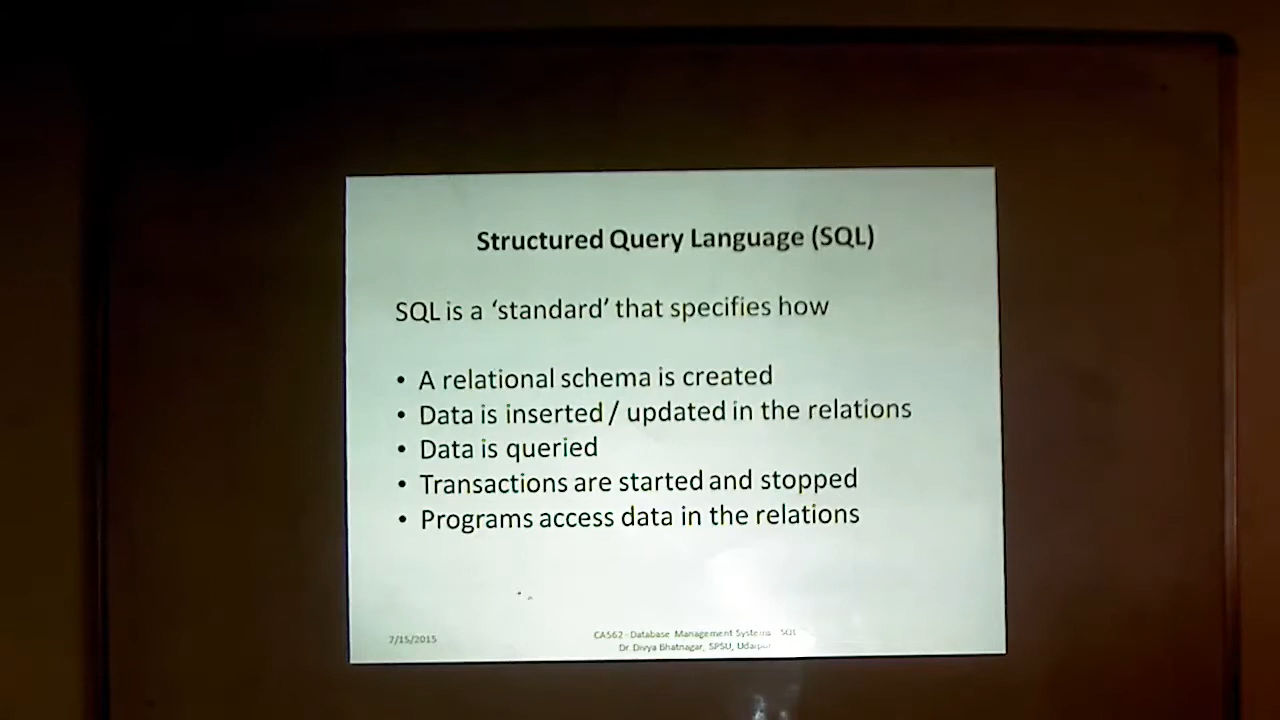 Structured Query Language (SQL)
SQL is a ‘standard’ that specifies how
• A relational schema is created
• Data is inserted / updated in the relations
• Data is queried
• Transactions are started and stopped
• Programs access data in the relations
7/15/2015
CA562 - Database Management Systems SQL
Dr. Divya Bhatnagar, SPSU, Udaipur